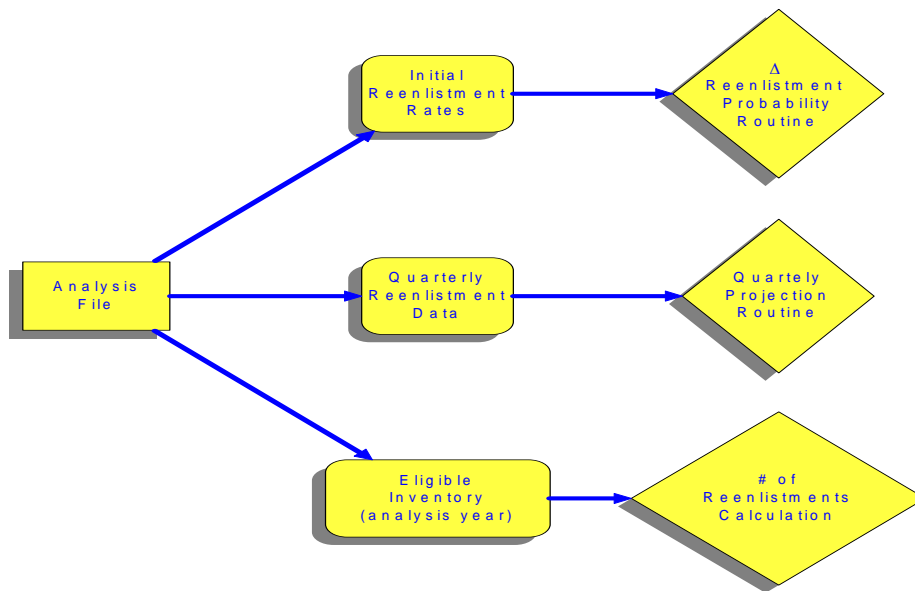 Initial
Reenlistment
Rates
Δ
Reenlistment
Probability
Routine
Analysis
File
Quarterly
Reenlistment
Data
Quartely
Projection
Routine
Eligible
Inventory
(analysis year)
# of
Reenlistments
Calculation